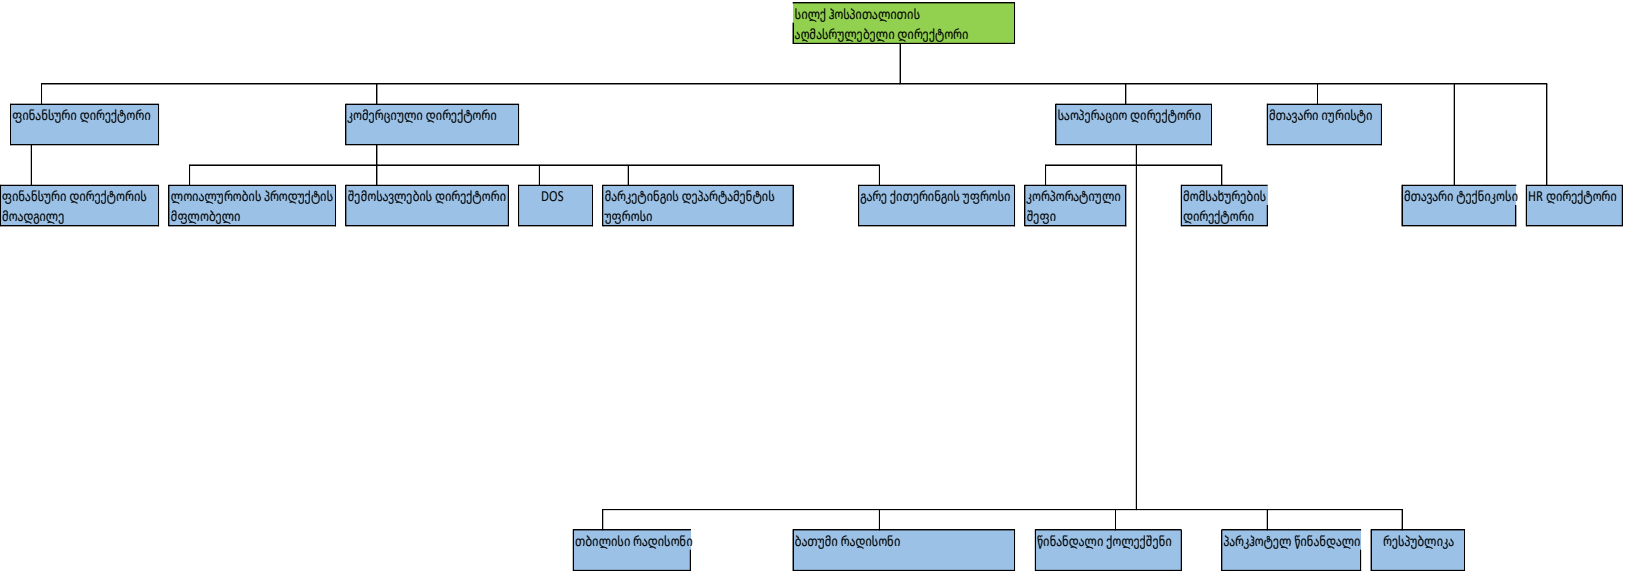 სილქ ჰოსპითალითის
აღმასრულებელი დირექტორი
ფინანსური დირექტორი
კომერციული დირექტორი
საოპერაციო დირექტორი
მთავარი იურისტი
ფინანსური დირექტორის
მოადგილე
ლოიალურობის პროდუქტის
მფლობელი
შემოსავლების დირექტორი
DOS
მარკეტინგის დეპარტამენტის
უფროსი
გარე ქითერინგის უფროსი
კორპორატიული
შეფი
მომსახურების
დირექტორი
მთავარი ტექნიკოსი
HR დირექტორი
თბილისი რადისონი
ბათუმი რადისონი
წინანდალი ქოლექშენი
პარკჰოტელ წინანდალი
რესპუბლიკა